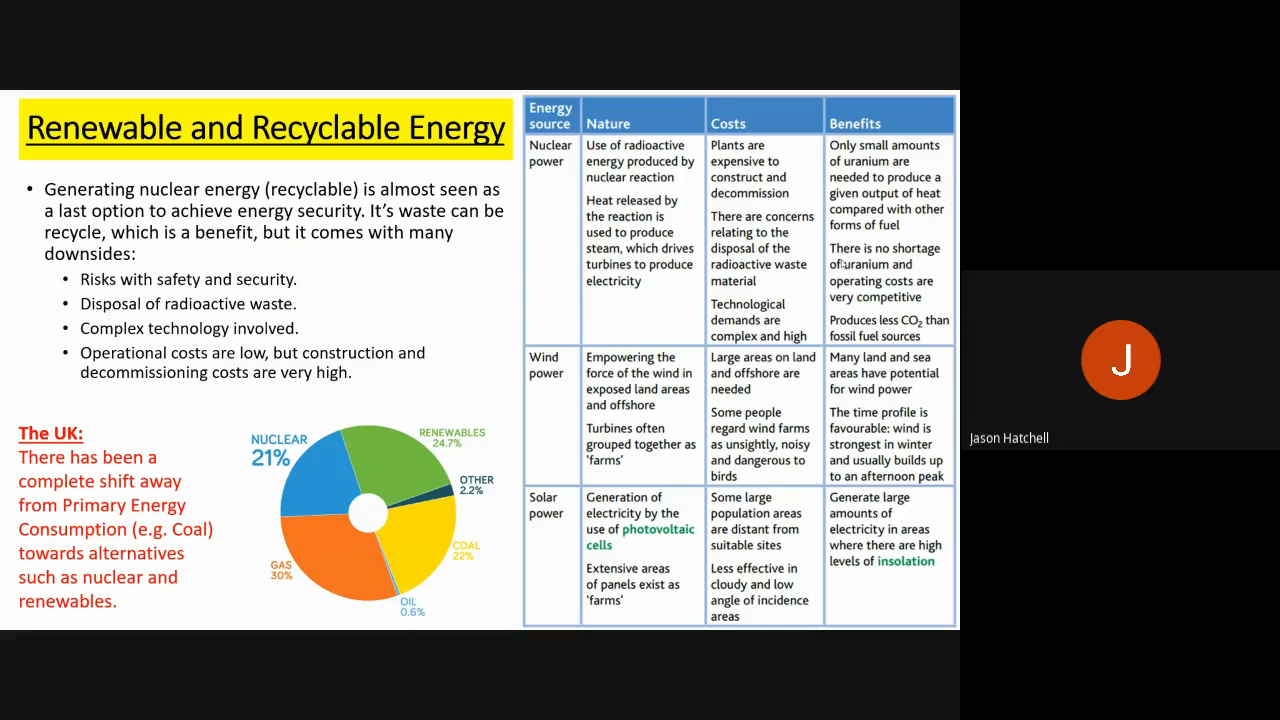 Renewable and Recyclable Energy
• Generating nuclear energy (recyclable) is almost seen as
a last option to achieve energy security. It's waste can be
recycle, which is a benefit, but it comes with many
downsides:
• Risks with safety and security.
• Disposal of radioactive waste.
• Complex technology involved.
• Operational costs are low, but construction and
decommissioning costs are very high.
The UK:
There has been a
complete shift away
from Primary Energy
Consumption (e.g. Coal)
towards alternatives
such as nuclear and
renewables.
NUCLEAR
21%
RENEWABLES
24.7%
OTHER
2.2%
COAL
22%
OIL
0.6%
GAS
30%
Energy
source
Nature
Costs
Benefits
Nuclear
power
Use of radioactive
energy produced by
nuclear reaction
Heat released by
the reaction is
used to produce
steam, which drives
turbines to produce
electricity
Plants are
expensive to
construct and
decommission
There are concerns
relating to the
disposal of the
radioactive waste
material
Technological
demands are
complex and high
Only small amounts
of uranium are
needed to produce a
given output of heat
compared with other
forms of fuel
There is no shortage
of uranium and
operating costs are
very competitive
Produces less CO₂ than
fossil fuel sources
Wind
power
Empowering the
force of the wind in
exposed land areas
and offshore
Turbines often
grouped together as
‘farms’
Large areas on land
and offshore are
needed
Some people
regard wind farms
as unsightly, noisy
and dangerous to
birds
Many land and sea
areas have potential
for wind power
The time profile is
favourable: wind is
strongest in winter
and usually builds up
to an afternoon peak
Solar
power
Generation of
electricity by the
use of photovoltaic
cells
Extensive areas
of panels exist as
‘farms’
Some large
population areas
are distant from
suitable sites
Less effective in
cloudy and low
angle of incidence
areas
Generate large
amounts of
electricity in areas
where there are high
levels of insolation
J
Jason Hatchell